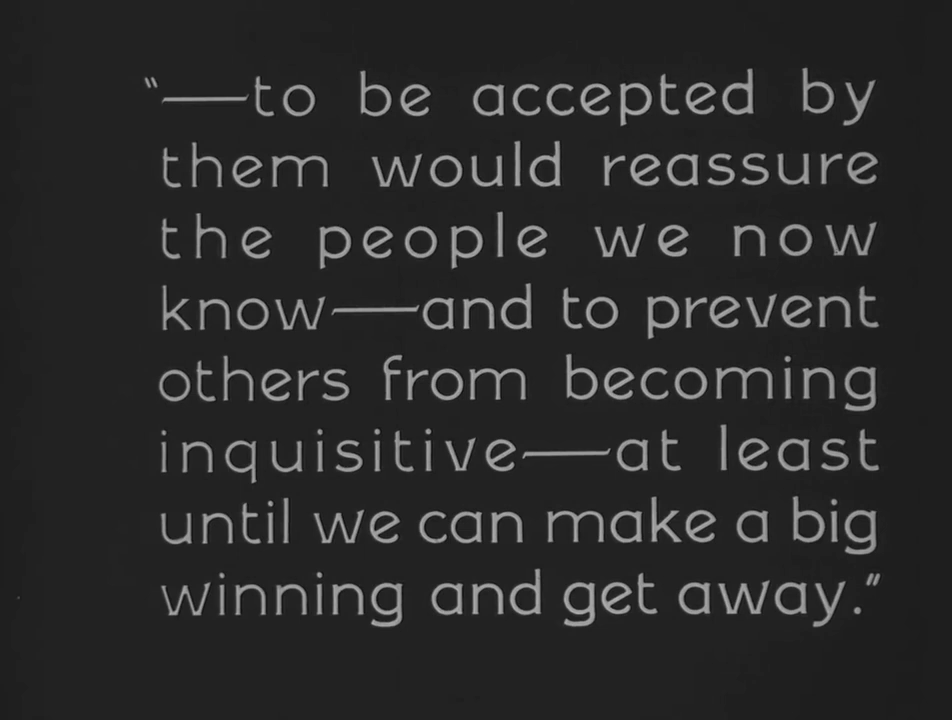 "—to be accepted by
them would reassure
the people we now
know—and to prevent
others from becoming
inquisitive—at least
until we can make a big
winning and get away."